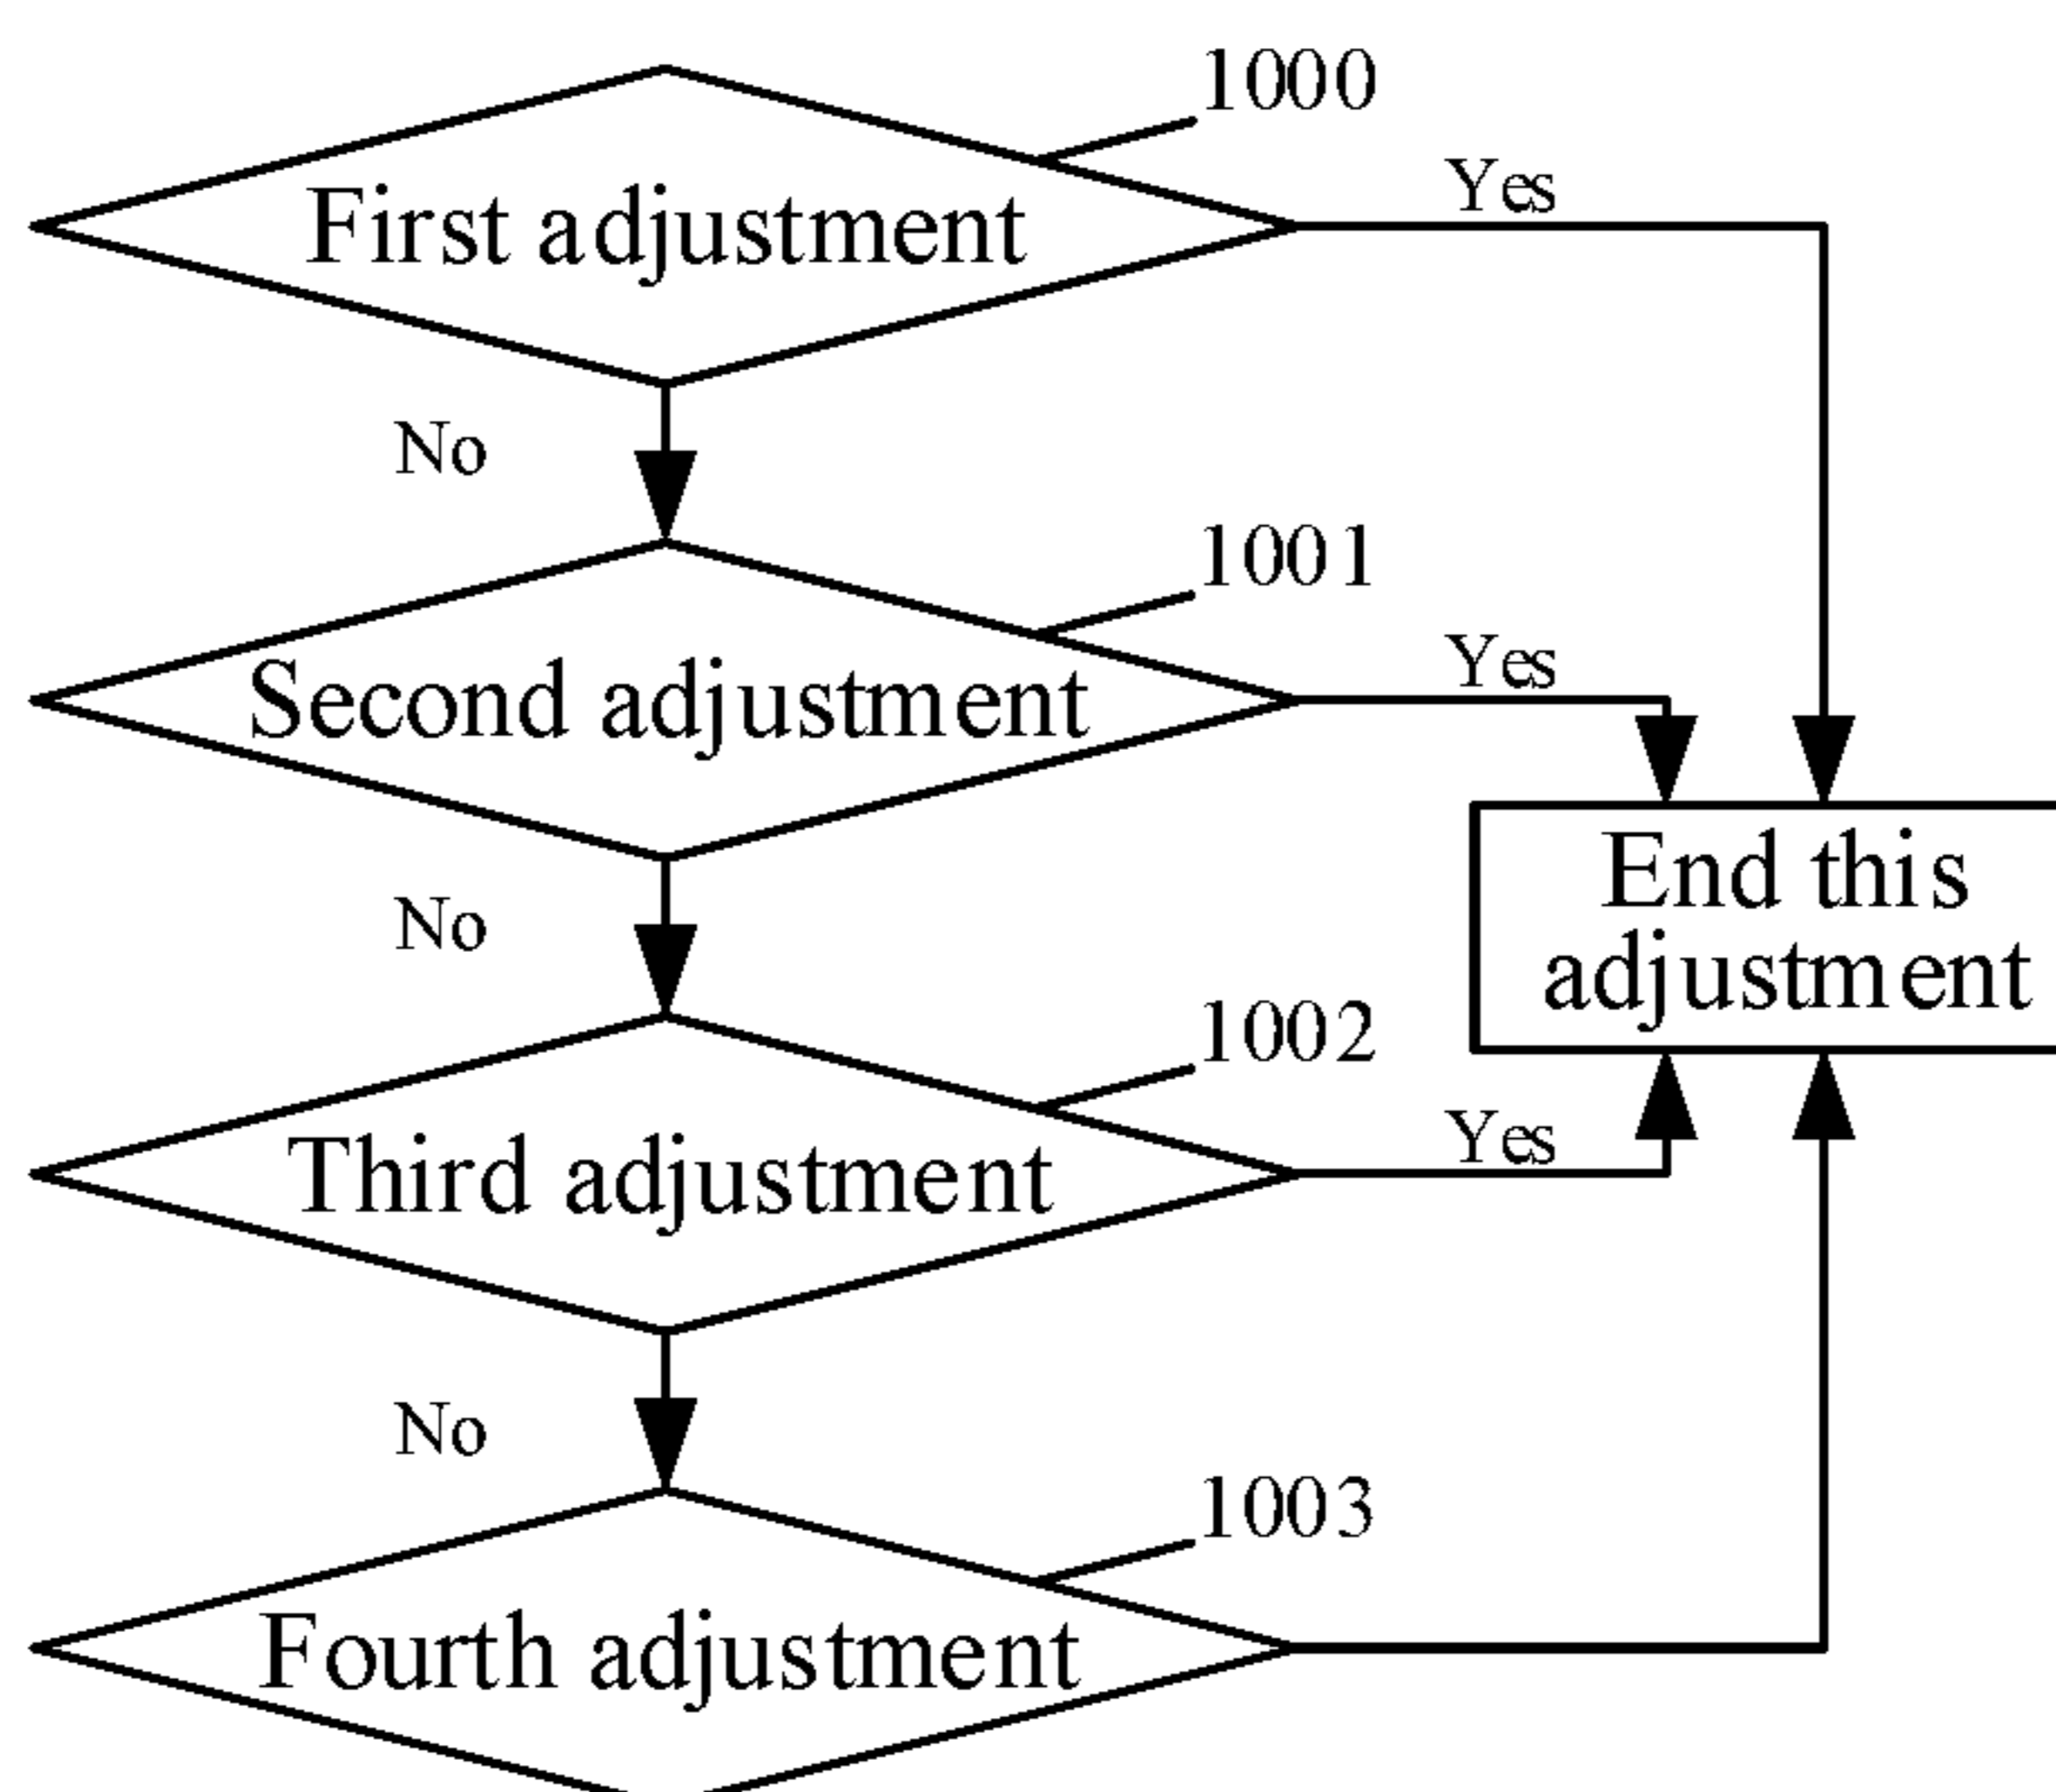 1000
First adjustment
Yes
No
1001
Second adjustment
Yes
No
End this
adjustment
1002
Third adjustment
Yes
No
1003
Fourth adjustment